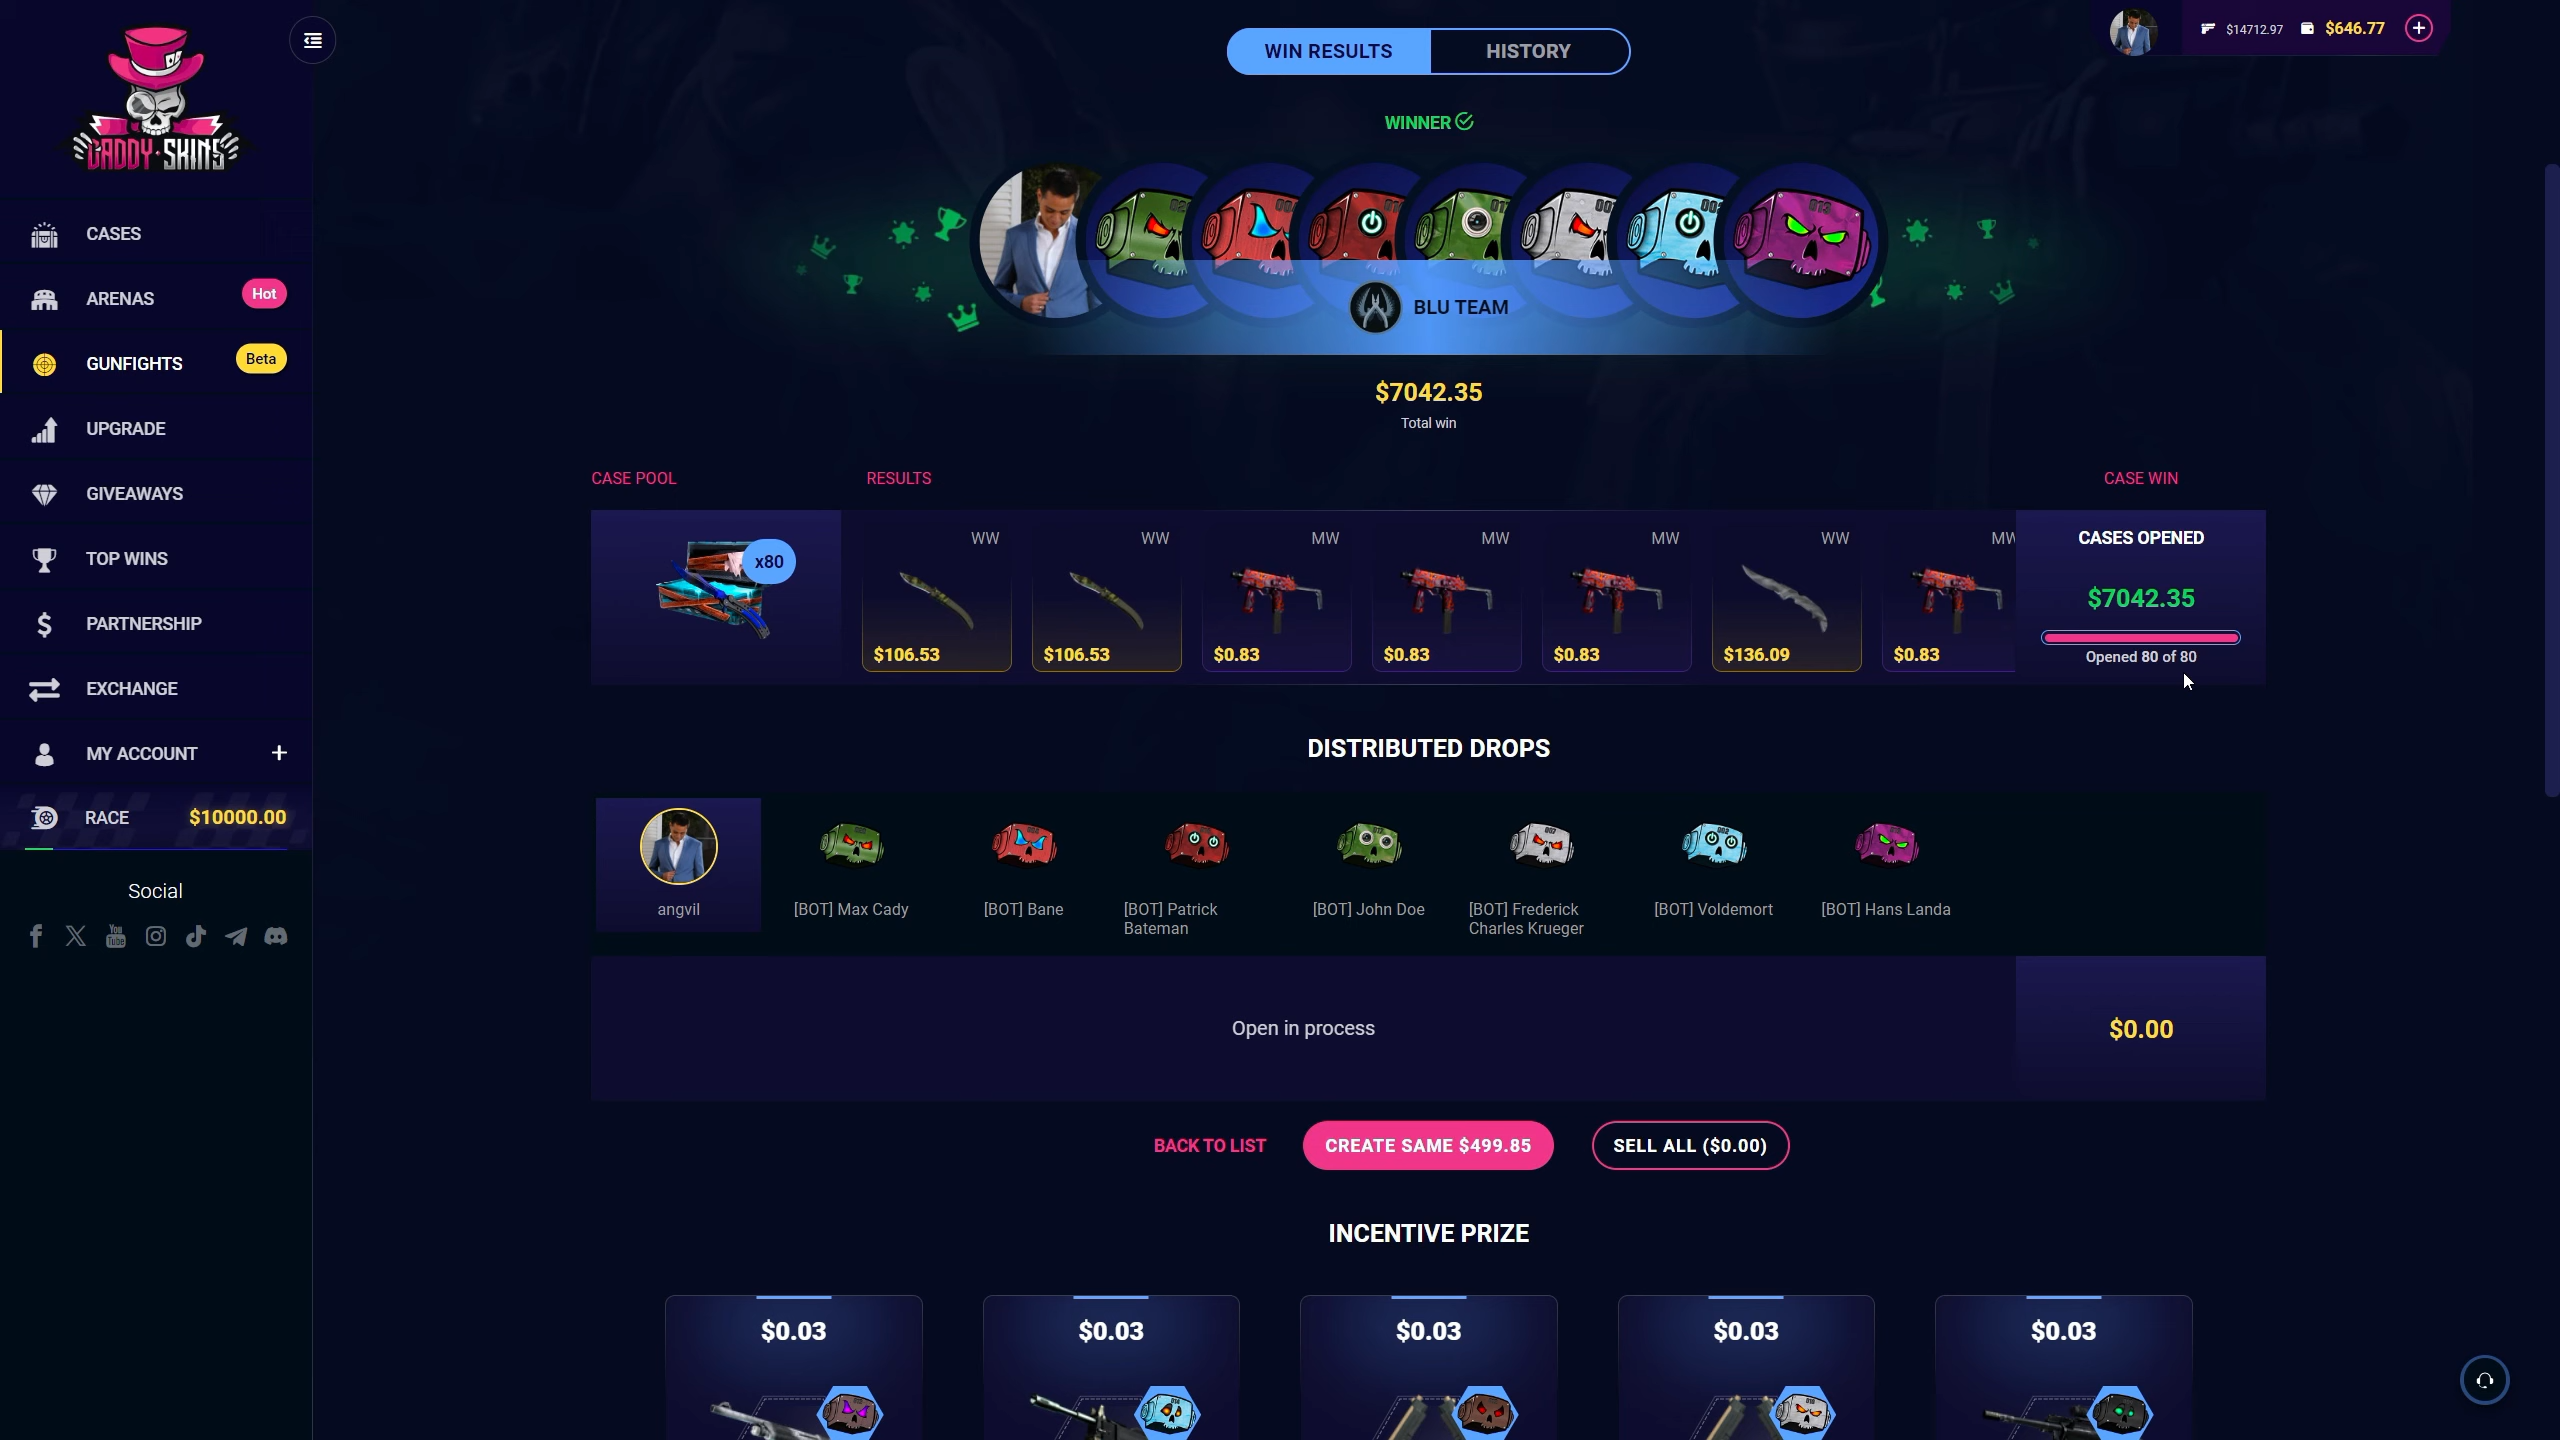 DADDY SKINS
CASES
ARENAS
Hot
GUNFIGHTS
Beta
UPGRADE
GIVEAWAYS
TOP WINS
PARTNERSHIP
EXCHANGE
MY ACCOUNT
RACE
$10000.00
Social
You
Tube
WIN RESULTS
HISTORY
$14712.97
$646.77
WINNER
BLU TEAM
$7042.35
Total win
CASE POOL
RESULTS
CASE WIN
x80
WW
$106.53
WW
$106.53
MW
$0.83
MW
$0.83
MW
$0.83
WW
$136.09
MW
$0.83
CASES OPENED
$7042.35
Opened 80 of 80
DISTRIBUTED DROPS
angvil
[BOT] Max Cady
[BOT] Bane
[BOT] Patrick
Bateman
[BOT] John Doe
[BOT] Frederick
Charles Krueger
[BOT] Voldemort
[BOT] Hans Landa
Open in process
$0.00
BACK TO LIST
CREATE SAME $499.85
SELL ALL ($0.00)
INCENTIVE PRIZE
$0.03
$0.03
$0.03
$0.03
$0.03